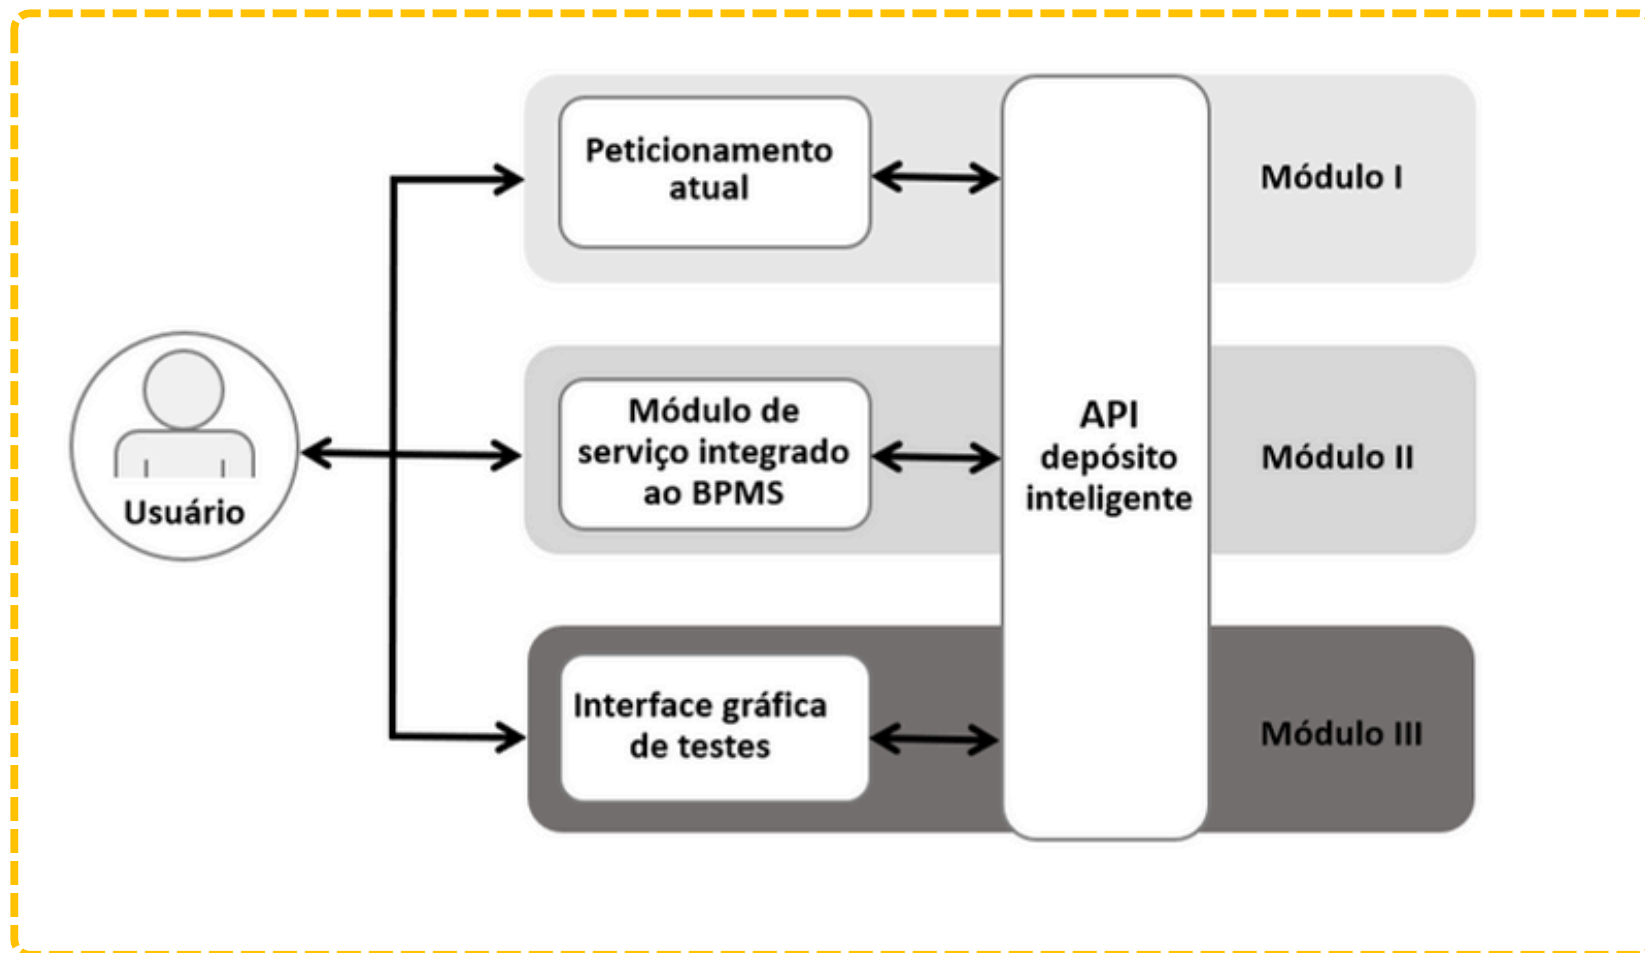 Peticionamento
atual
Módulo I
Usuário
Módulo de
serviço integrado
ao BPMS
API
depósito
inteligente
Módulo II
Interface gráfica
de testes
Módulo III